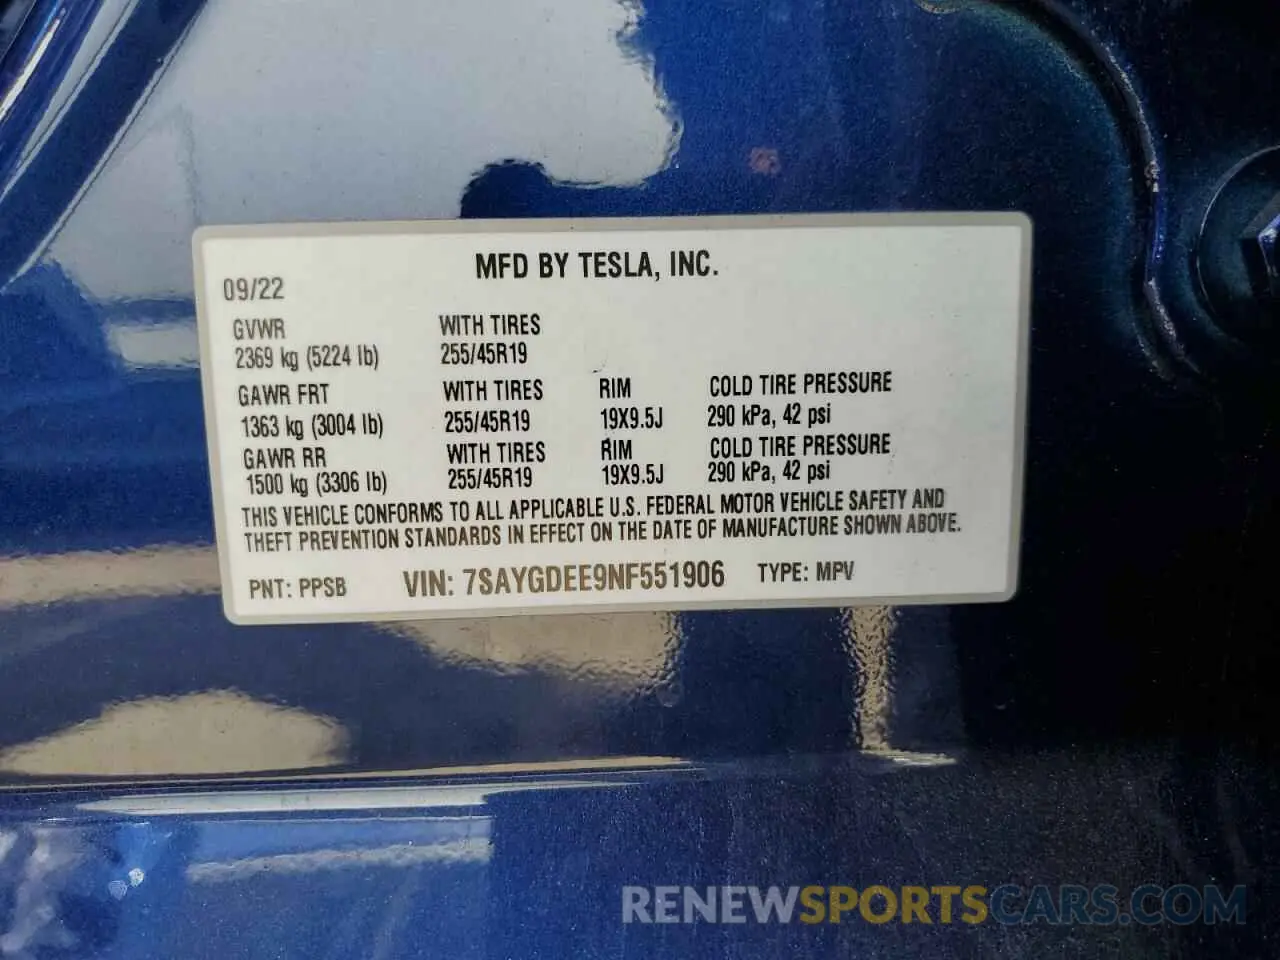 MFD BY TESLA, INC.
09/22
GVWR WITH TIRES
2369 kg (5224 lb) 255/45R19
GAWR FRT WITH TIRES RIM COLD TIRE PRESSURE
1363 kg (3004 lb) 255/45R19 19X9.5J 290 kPa, 42 psi
GAWR RR WITH TIRES RIM COLD TIRE PRESSURE
1500 kg (3306 lb) 255/45R19 19X9.5J 290 kPa, 42 psi
THIS VEHICLE CONFORMS TO ALL APPLICABLE U.S. FEDERAL MOTOR VEHICLE SAFETY AND
THEFT PREVENTION STANDARDS IN EFFECT ON THE DATE OF MANUFACTURE SHOWN ABOVE.
PNT: PPSB VIN: 7SAYGDEE9NF551906 TYPE: MPV
RENEWSPORTSCARS.COM